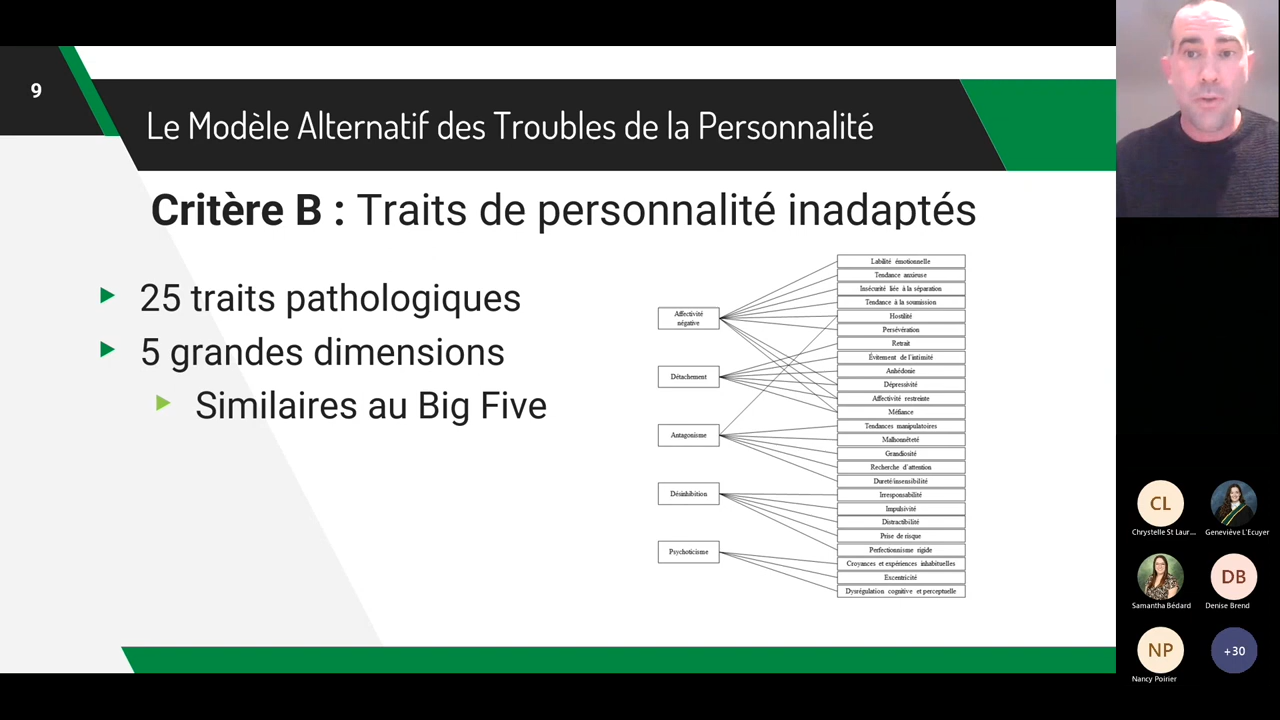 9
Le Modèle Alternatif des Troubles de la Personnalité
Critère B : Traits de personnalité inadaptés
25 traits pathologiques
5 grandes dimensions
Similaires au Big Five
Affectivité
négative
Détachement
Antagonisme
Désinhibition
Psychoticisme
Labilité émotionnelle
Tendance anxieuse
Insécurité liée à la séparation
Tendance à la soumission
Hostilité
Persévération
Retrait
Évitement de l'intimité
Anhédonie
Dépressivité
Affectivité restreinte
Méfiance
Tendances manipulatoires
Malhonnêteté
Grandiosité
Recherche d'attention
Dureté/insensibilité
Irresponsabilité
Impulsivité
Distractibilité
Prise de risque
Perfectionnisme rigide
Croyances et expériences inhabituelles
Excentricité
Dysrégulation cognitive et perceptuelle
CL
Chrystelle St Laur...
Geneviève L'Ecuyer
Samantha Bédard
DB
Denise Brend
NP
Nancy Poirier
+30